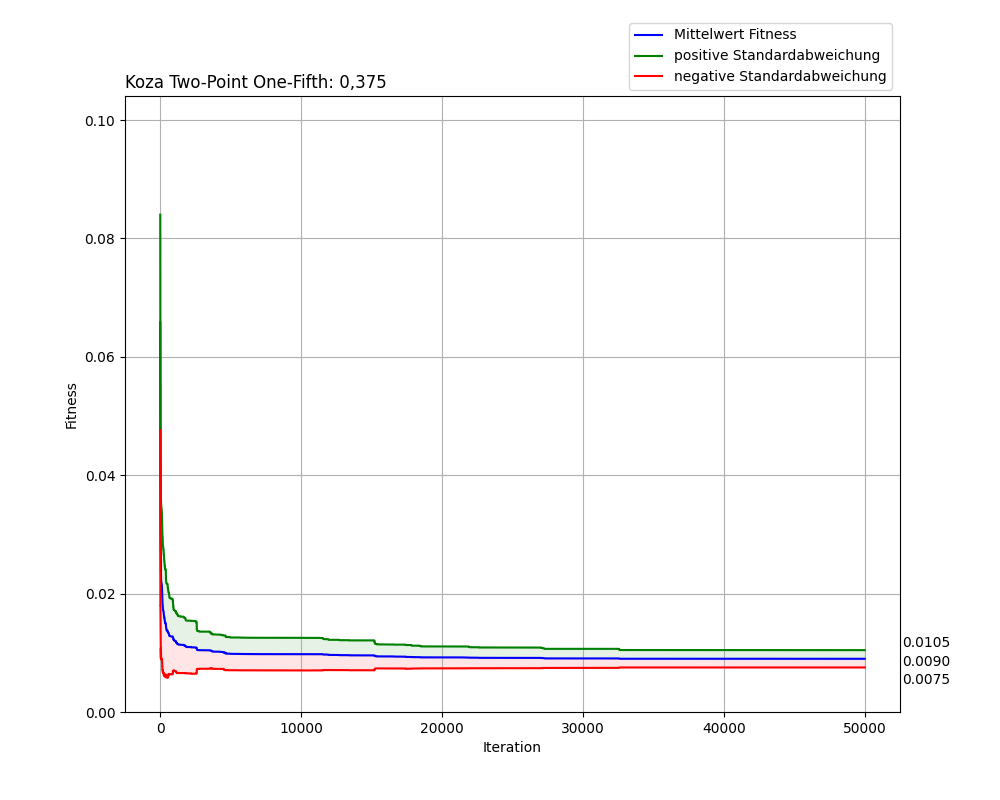 Mittelwert Fitness
positive Standardabweichung
negative Standardabweichung
Koza Two-Point One-Fifth: 0,375
0.10
0.08
0.06
0.04
0.02
0.00
Fitness
0.0105
0.0090
0.0075
0 10000 20000 30000 40000 50000
Iteration